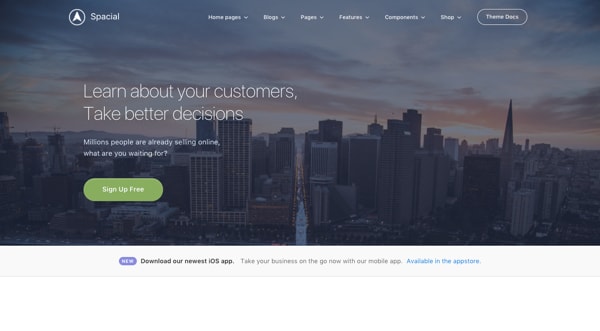 Spacial
Home pages Blogs Pages Features Components Shop Theme Docs
Learn about your customers,
Take better decisions
Millions people are already selling online,
what are you waiting for?
Sign Up Free
NEW Download our newest iOS app. Take your business on the go now with our mobile app. Available in the appstore.